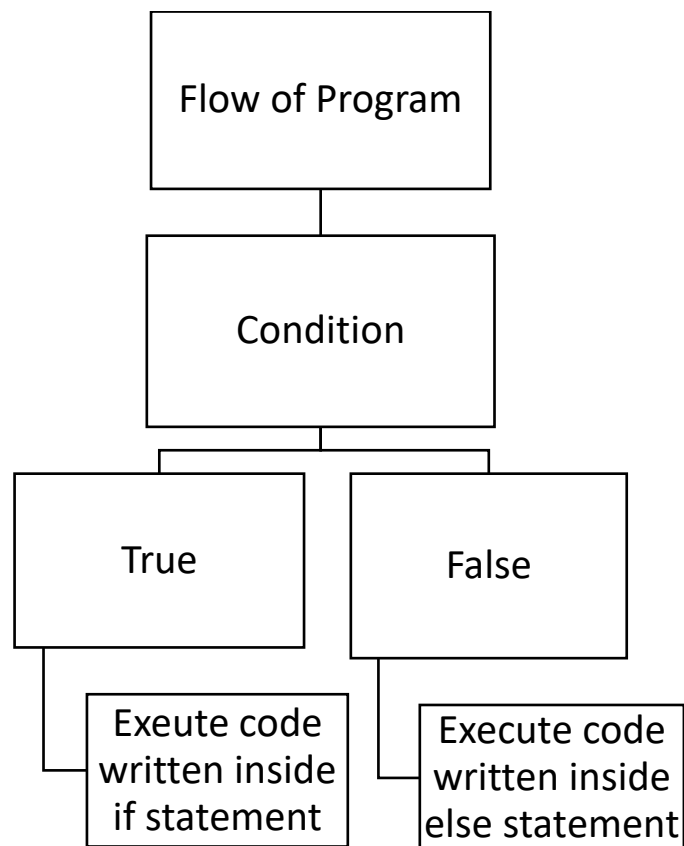 Flow of Program
Condition
True
False
Exeute code
written inside
if statement
Execute code
written inside
else statement